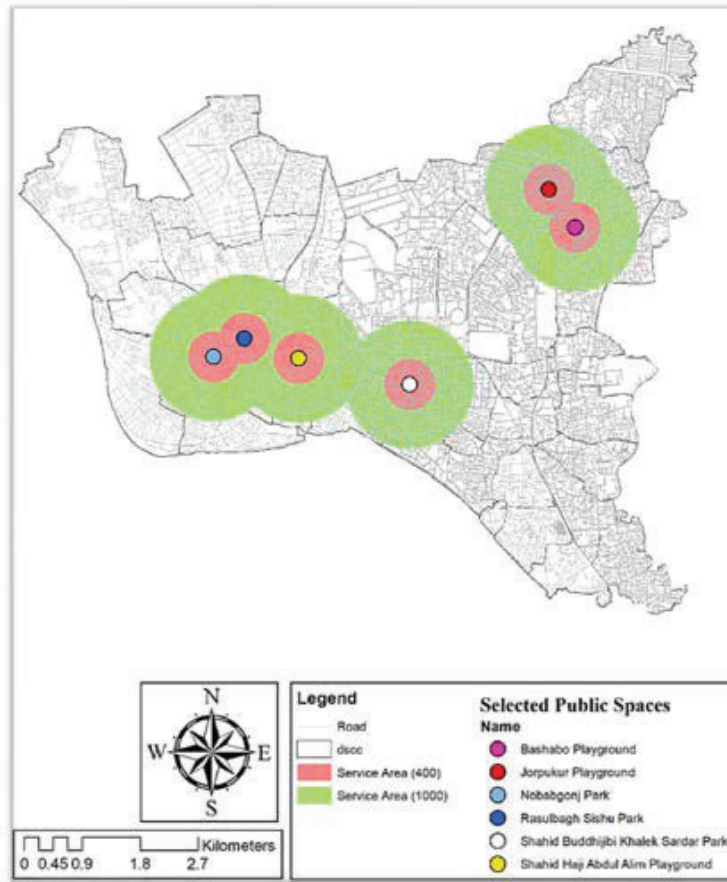 N
W
E
S
Kilometers
0 0.45 0.9 1.8 2.7
Legend
Road
dscc
Service Area (400)
Service Area (1000)
Selected Public Spaces
Name
Bashabo Playground
Jorpukur Playground
Nobabgonj Park
Rasulbagh Sishu Park
Shahid Buddhijibi Khalek Sardar Park
Shahid Haji Abdul Alim Playground